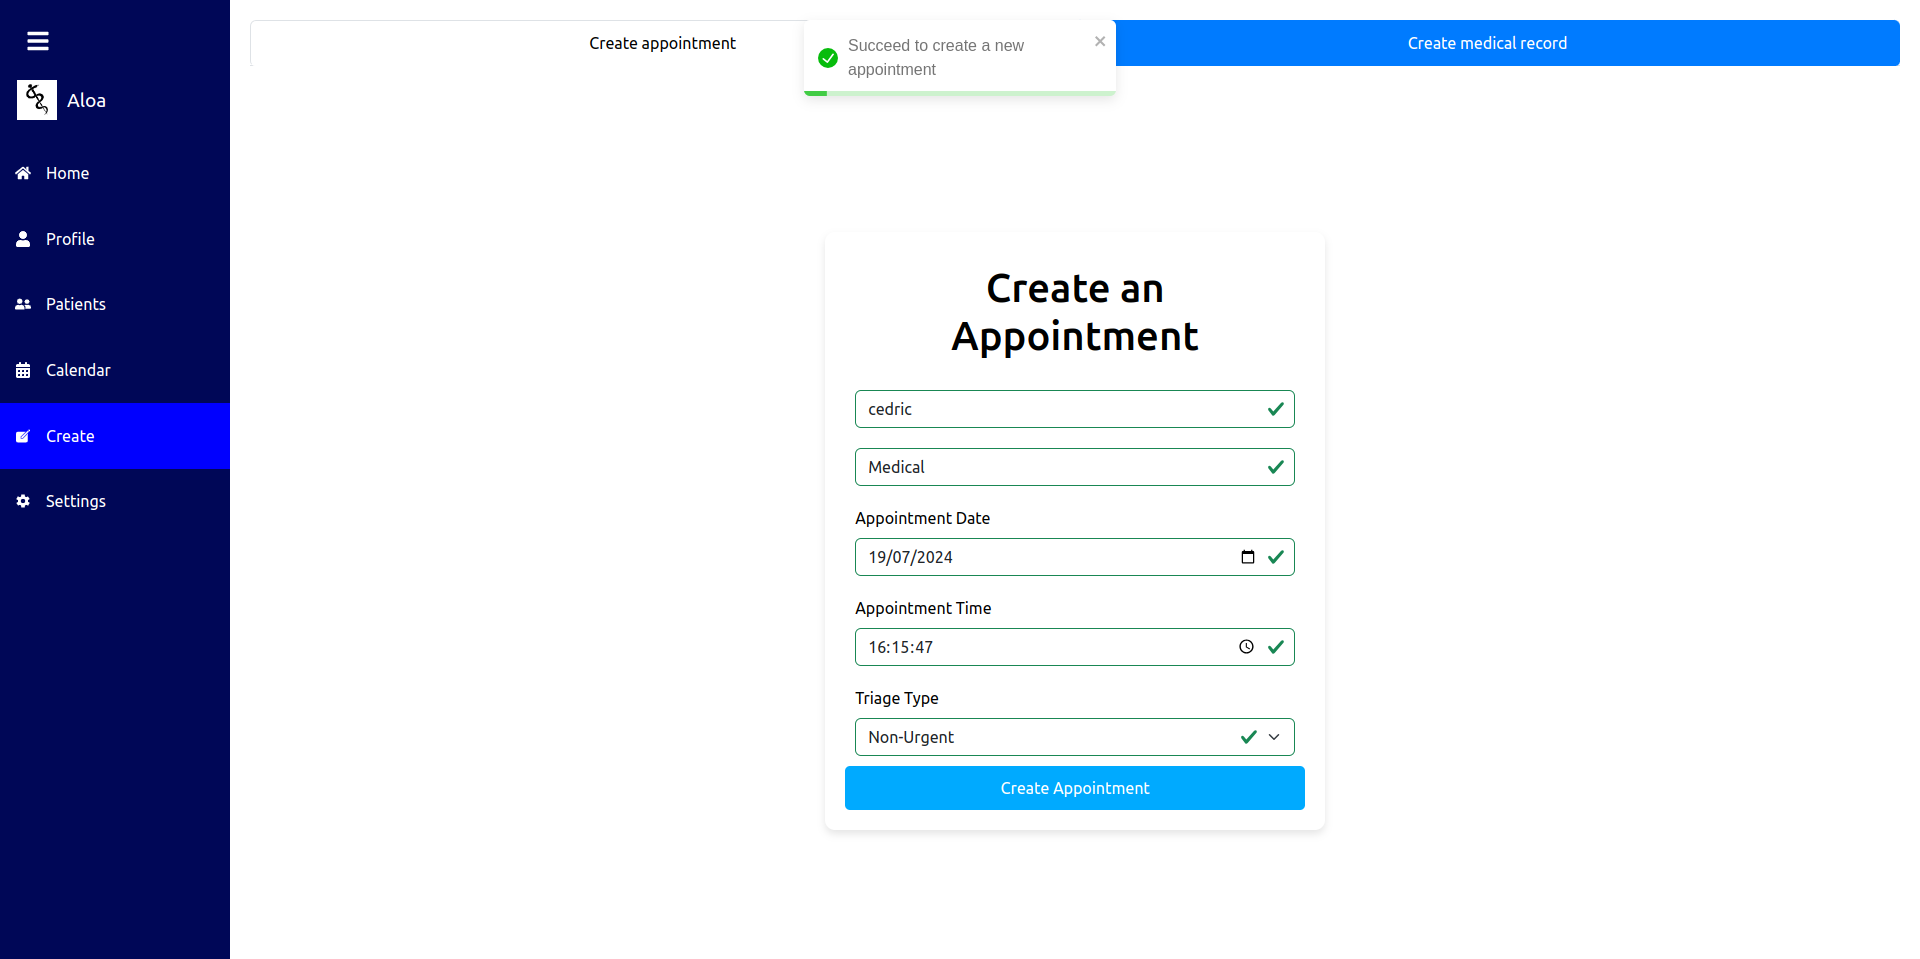 Aloa
Home
Profile
Patients
Calendar
Create
Settings
Create appointment
Create medical record
Succeed to create a new
appointment
Create an
Appointment
cedric
Medical
Appointment Date
19/07/2024
Appointment Time
16:15:47
Triage Type
Non-Urgent
Create Appointment